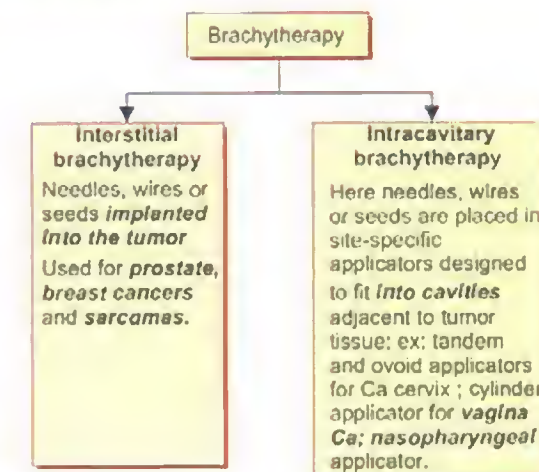 Brachytherapy
Interstitial
brachytherapy
Needles, wires or
seeds implanted
into the tumor
Used for prostate,
breast cancers
and sarcamas.
Intracavitary
brachytherapy
Here needles, wires
or seeds are placed in
site-specific
applicators designed
to fit into cavities
adjacent to tumor
tissue: ex: tandem
and ovoid applicators
for Ca cervix ; cylinder
applicator for vagina
Ca; nasopharyngeal
applicator.